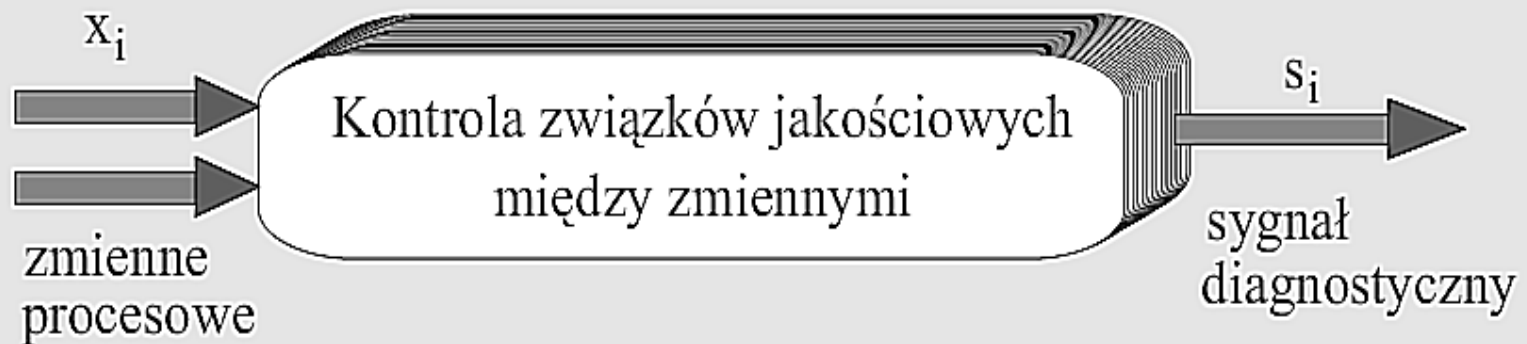 x_i
zmienne
procesowe
Kontrola związków jakościowych
między zmiennymi
s_i
sygnał
diagnostyczny